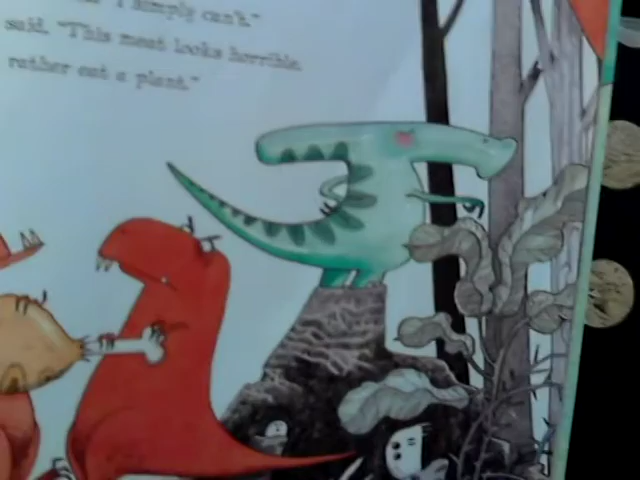 "I simply can't."
said. "This meat looks horrible.
rather eat a plant."